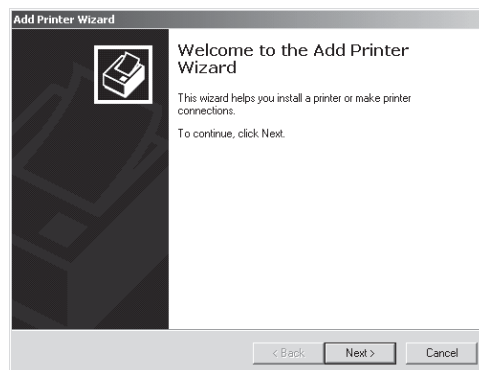 Add Printer Wizard
Welcome to the Add Printer
Wizard
This wizard helps you install a printer or make printer
connections.
To continue, click Next.
< Back
Next >
Cancel